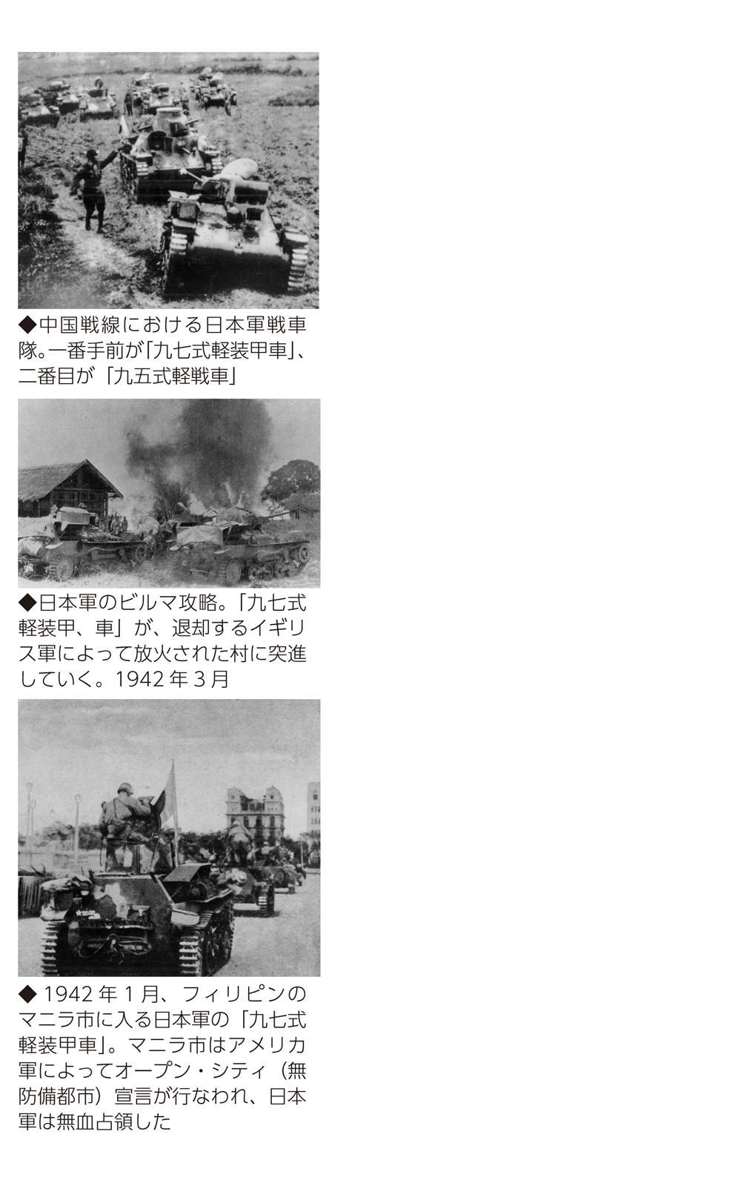 ◆中国戦線における日本軍戦車
隊。一番手前が「九七式軽装甲車」、
二番目が「九五式軽戦車」
◆日本軍のビルマ攻略。「九七式
軽装甲、車」が、退却するイギリ
ス軍によって放火された村に突進
していく。1942年3月
◆1942年1月、フィリピンの
マニラ市に入る日本軍の「九七式
軽装甲車」。マニラ市はアメリカ
軍によってオープン・シティ（無
防備都市）宣言が行なわれ、日本
軍は無血占領した